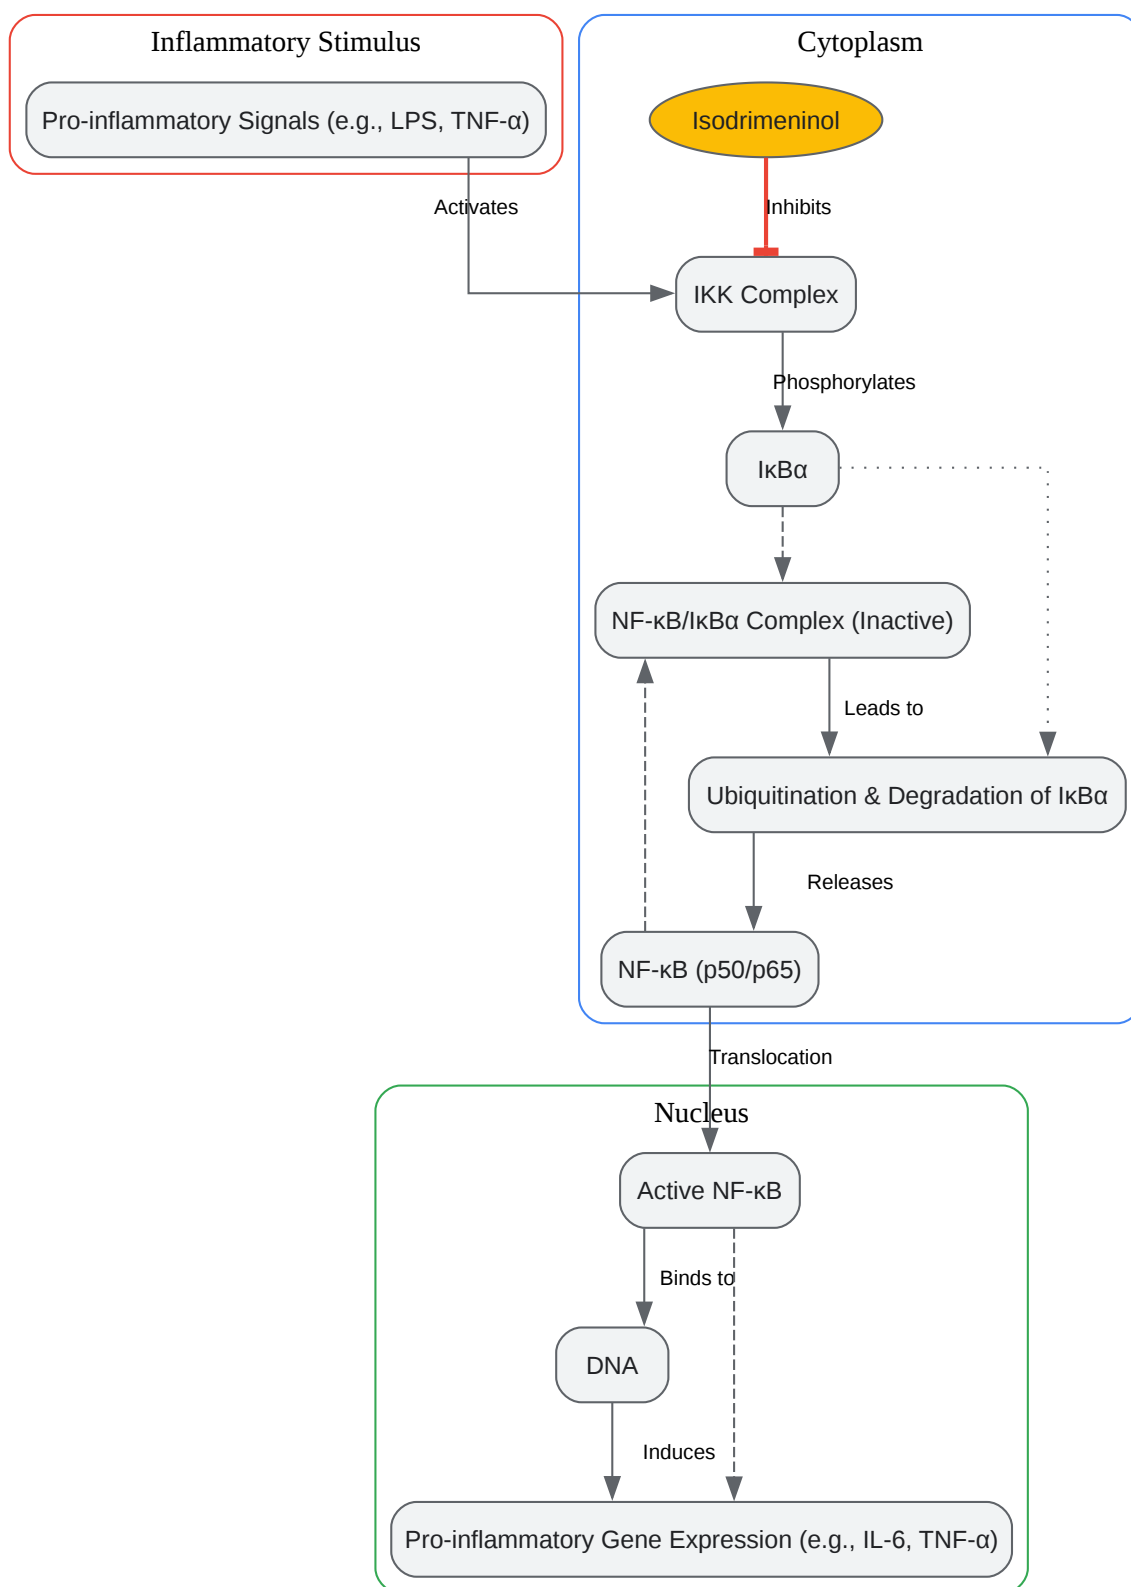 Inflammatory Stimulus
Cytoplasm
Pro-inflammatory Signals (e.g., LPS, TNF-α)
Isodrimeninol
Activates
Inhibits
IKK Complex
Phosphorylates
IκBα
NF-κB/IκBα Complex (Inactive)
Leads to
Ubiquitination & Degradation of IκBα
Releases
NF-κB (p50/p65)
Translocation
Nucleus
Active NF-κB
Binds to
DNA
Induces
Pro-inflammatory Gene Expression (e.g., IL-6, TNF-α)